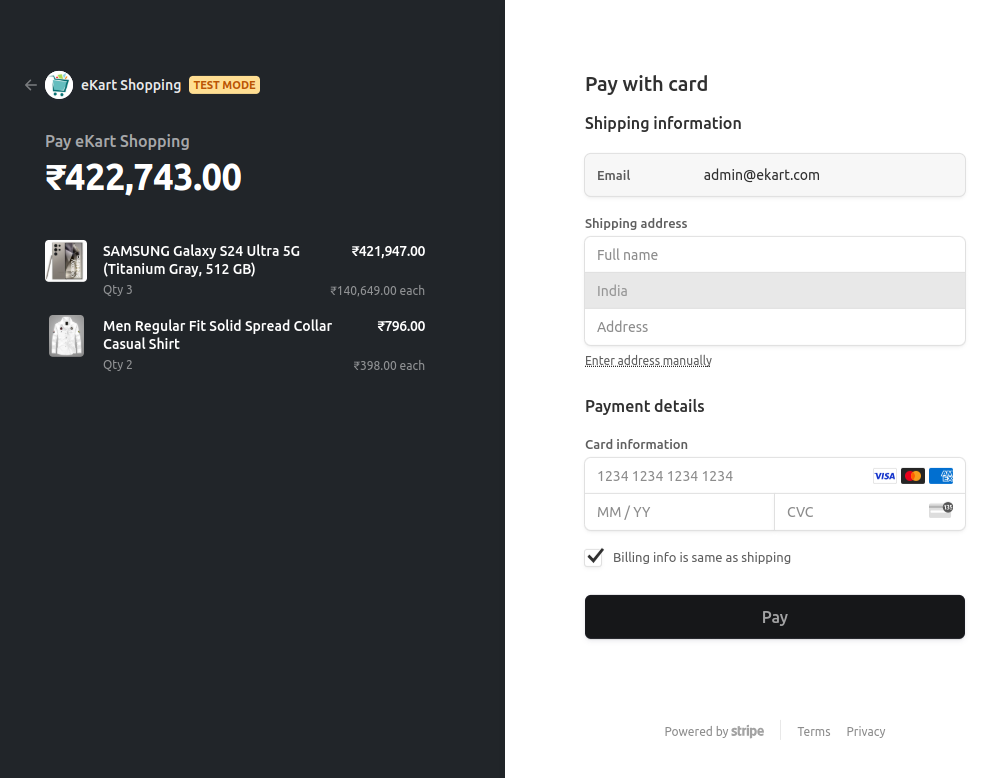 eKart Shopping TEST MODE
Pay eKart Shopping
₹422,743.00
SAMSUNG Galaxy S24 Ultra 5G ₹421,947.00
(Titanium Gray, 512 GB)
Qty 3 ₹140,649.00 each
Men Regular Fit Solid Spread Collar ₹796.00
Casual Shirt
Qty 2 ₹398.00 each
Pay with card
Shipping information
Email admin@ekart.com
Shipping address
Full name
India
Address
Enter address manually
Payment details
Card information
1234 1234 1234 1234 VISA AMEX
MM / YY CVC 135
Billing info is same as shipping
Pay
Powered by stripe Terms Privacy